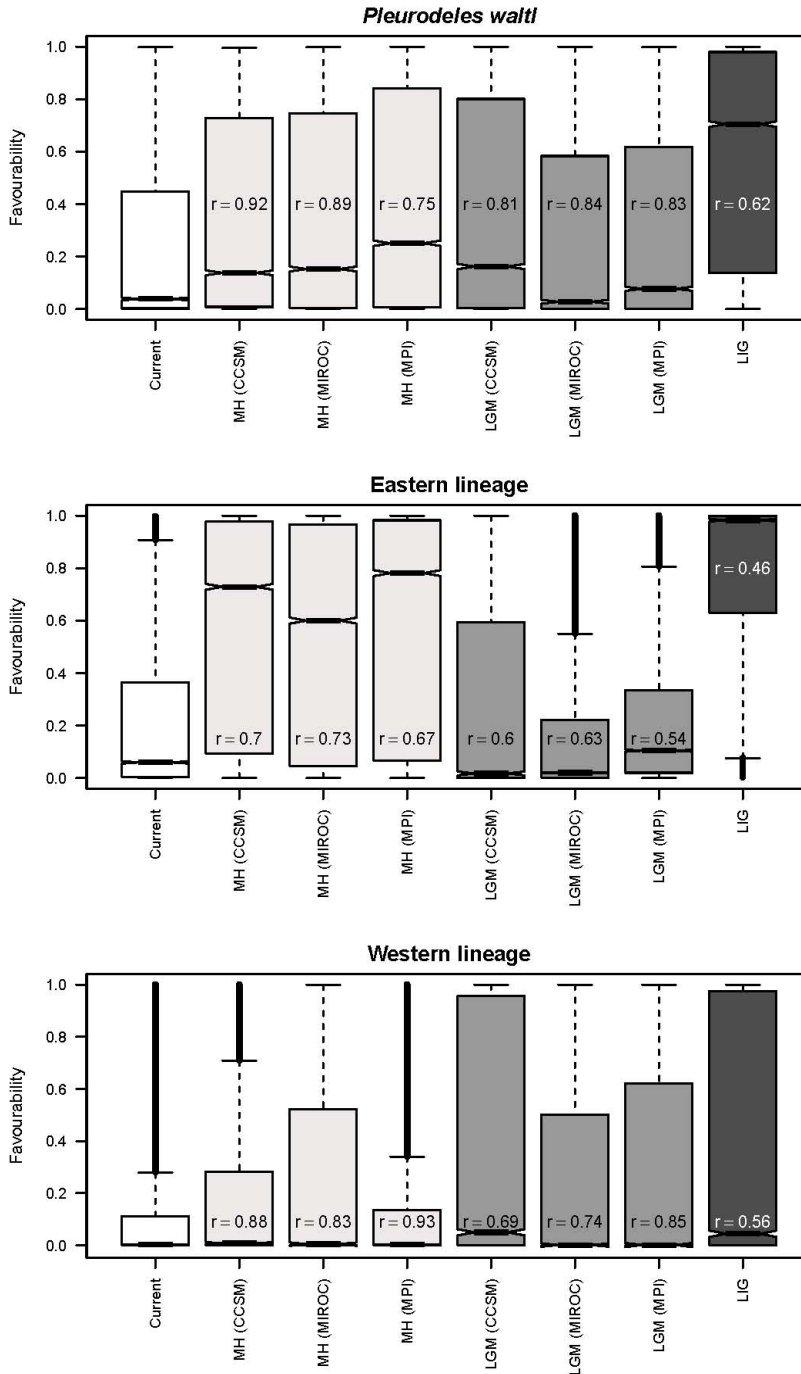 Pleurodeles waltl
Favourability
1.0
0.8
0.6
0.4
0.2
0.0
r = 0.92
r = 0.89
r = 0.75
r = 0.81
r = 0.84
r = 0.83
r = 0.62
Current
MH (CCSM)
MH (MIROC)
MH (MPI)
LGM (CCSM)
LGM (MIROC)
LGM (MPI)
LIG
Eastern lineage
Favourability
1.0
0.8
0.6
0.4
0.2
0.0
r = 0.7
r = 0.73
r = 0.67
r = 0.6
r = 0.63
r = 0.54
r = 0.46
Current
MH (CCSM)
MH (MIROC)
MH (MPI)
LGM (CCSM)
LGM (MIROC)
LGM (MPI)
LIG
Western lineage
Favourability
1.0
0.8
0.6
0.4
0.2
0.0
r = 0.88
r = 0.83
r = 0.93
r = 0.69
r = 0.74
r = 0.85
r = 0.56
Current
MH (CCSM)
MH (MIROC)
MH (MPI)
LGM (CCSM)
LGM (MIROC)
LGM (MPI)
LIG